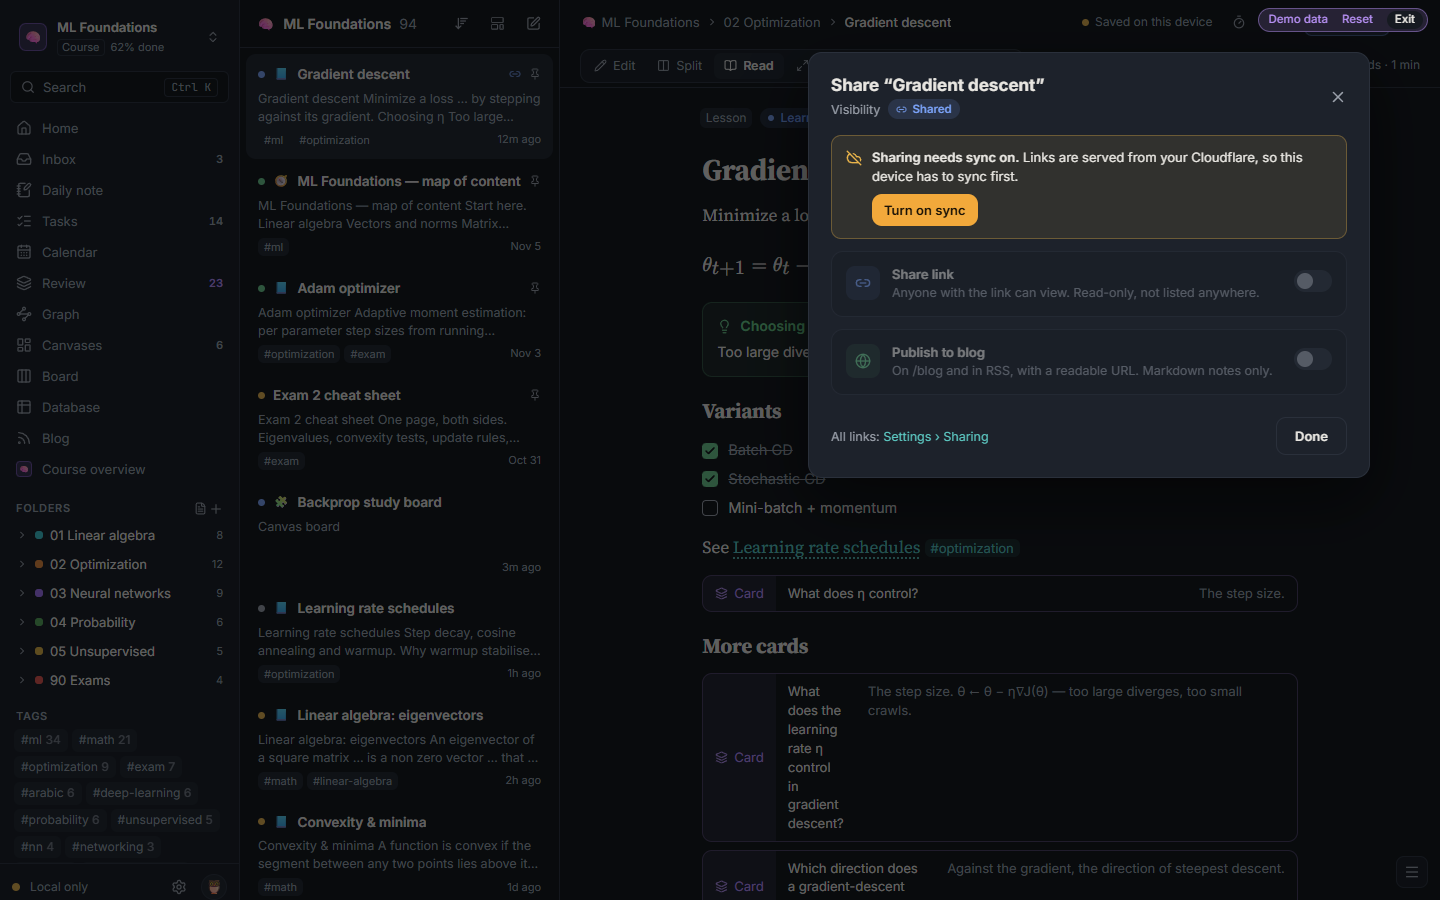 ML Foundations
Course 62% done
Search Ctrl K
Home
Inbox 3
Daily note
Tasks 14
Calendar
Review 23
Graph
Canvases 6
Board
Database
Blog
Course overview
FOLDERS
01 Linear algebra 8
02 Optimization 12
03 Neural networks 9
04 Probability 6
05 Unsupervised 5
90 Exams 4
TAGS
#ml 34 #math 21
#optimization 9 #exam 7
#arabic 6 #deep-learning 6
#probability 6 #unsupervised 5
#nn 4 #networking 3
Local only
ML Foundations 94
Gradient descent
Gradient descent Minimize a loss ... by stepping
against its gradient. Choosing η Too large...
#ml #optimization 12m ago
ML Foundations — map of content
ML Foundations — map of content Start here.
Linear algebra Vectors and norms Matrix...
#ml Nov 5
Adam optimizer
Adam optimizer Adaptive moment estimation:
per parameter step sizes from running...
#optimization #exam Nov 3
Exam 2 cheat sheet
Exam 2 cheat sheet One page, both sides.
Eigenvalues, convexity tests, update rules,...
#exam Oct 31
Backprop study board
Canvas board
3m ago
Learning rate schedules
Learning rate schedules Step decay, cosine
annealing and warmup. Why warmup stabilise...
#optimization 1h ago
Linear algebra: eigenvectors
Linear algebra: eigenvectors An eigenvector of
a square matrix ... is a non zero vector ... that ...
#math #linear-algebra 2h ago
Convexity & minima
Convexity & minima A function is convex if the
segment between any two points lies above it...
#math 1d ago
ML Foundations › 02 Optimization › Gradient descent
Saved on this device
Demo data Reset Exit
Edit Split Read
ds · 1 min
Lesson Lear
Gradien
Minimize a lo
θt+1 = θt −
Choosing
Too large dive
Variants
Batch GD
Stochastic GD
Mini-batch + momentum
See Learning rate schedules #optimization
Card What does η control? The step size.
More cards
Card
What
does the
learning
rate η
control
in
gradient
descent?
The step size. θ ← θ − η∇J(θ) — too large diverges, too small
crawls.
Card
Which direction does
a gradient-descent
Against the gradient, the direction of steepest descent.
Share “Gradient descent”
Visibility Shared
Sharing needs sync on. Links are served from your Cloudflare, so this
device has to sync first.
Turn on sync
Share link
Anyone with the link can view. Read-only, not listed anywhere.
Publish to blog
On /blog and in RSS, with a readable URL. Markdown notes only.
All links: Settings › Sharing
Done